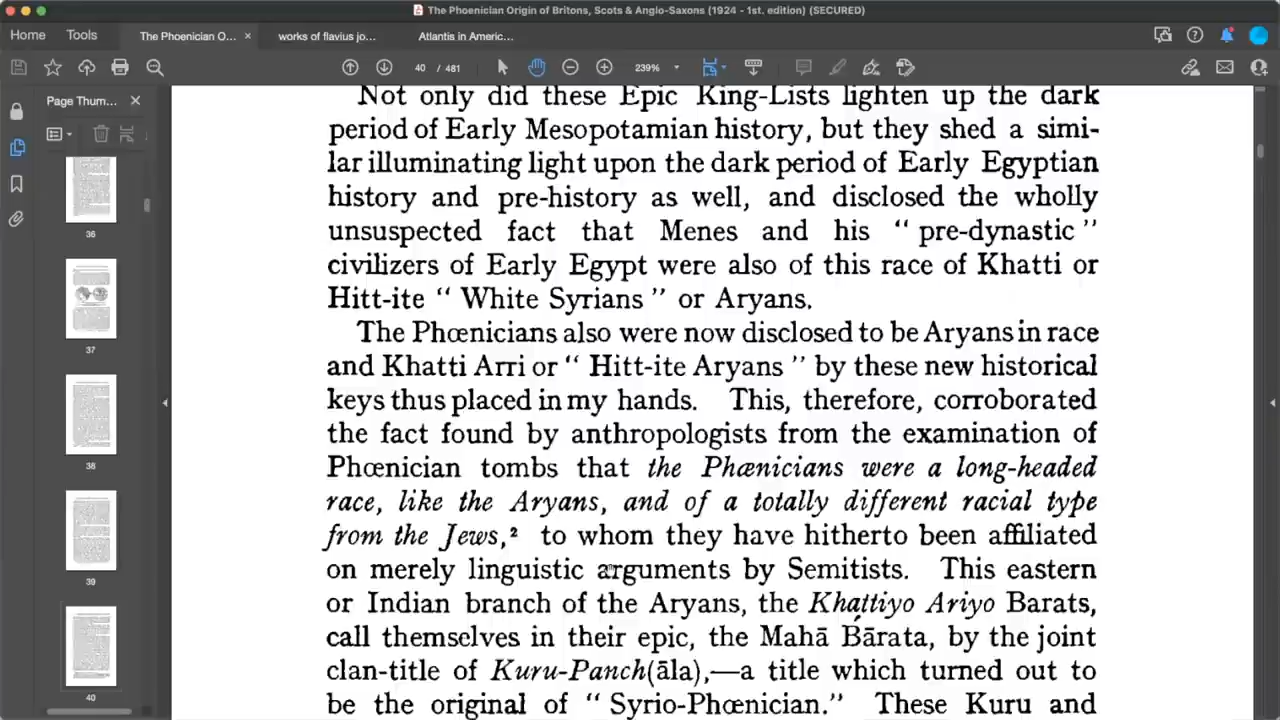 The Phoenician Origin of Britons, Scots & Anglo-Saxons (1924 - 1st. edition) (SECURED)
Home Tools The Phoenician O... × works of flavius jo... Atlantis in Americ...
40 / 481 239%
Page Thum... ×
36
37
38
39
40
Not only did these Epic King-Lists lighten up the dark
period of Early Mesopotamian history, but they shed a simi-
lar illuminating light upon the dark period of Early Egyptian
history and pre-history as well, and disclosed the wholly
unsuspected fact that Menes and his “ pre-dynastic ”
civilizers of Early Egypt were also of this race of Khatti or
Hitt-ite “ White Syrians ” or Aryans.
The Phœnicians also were now disclosed to be Aryans in race
and Khatti Arri or “ Hitt-ite Aryans ” by these new historical
keys thus placed in my hands. This, therefore, corroborated
the fact found by anthropologists from the examination of
Phœnician tombs that the Phœnicians were a long-headed
race, like the Aryans, and of a totally different racial type
from the Jews,² to whom they have hitherto been affiliated
on merely linguistic arguments by Semitists. This eastern
or Indian branch of the Aryans, the Khaṭtiyo Ariyo Barats,
call themselves in their epic, the Mahā Bārata, by the joint
clan-title of Kuru-Panch(āla),—a title which turned out to
be the original of “ Syrio-Phœnician.” These Kuru and